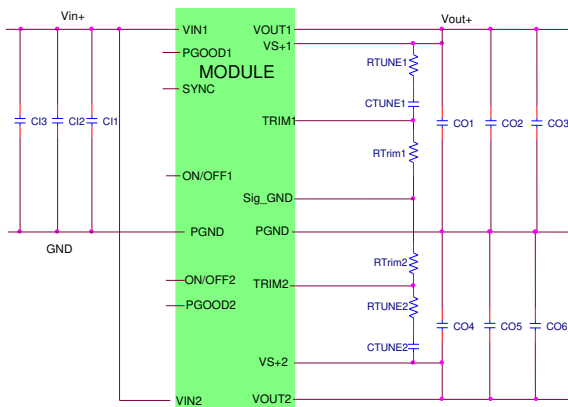 Vin+
Vout+
VIN1
VOUT1
VS+1
PGOOD1
MODULE
RTUNE1
SYNC
CTUNE1
CI3
CI2
CI1
TRIM1
CO1
CO2
CO3
RTrim1
ON/OFF1
Sig_GND
PGND
PGND
GND
RTrim2
ON/OFF2
TRIM2
PGOOD2
RTUNE2
CO4
CO5
CO6
CTUNE2
VS+2
VIN2
VOUT2